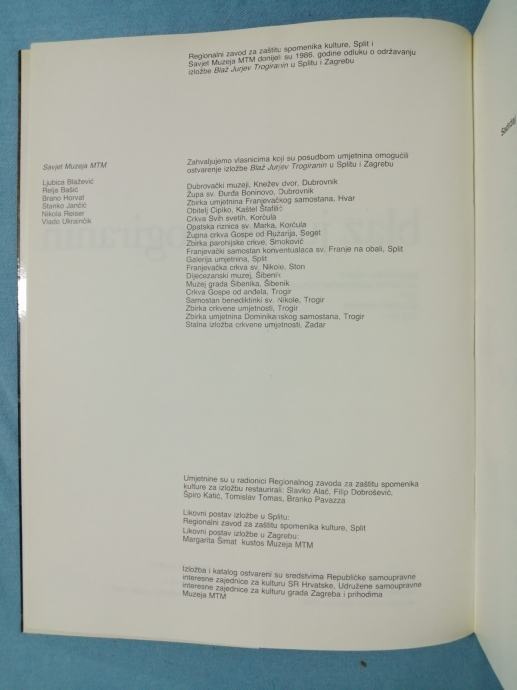 Regionalni zavod za zaštitu spomenika kulture, Split i
Savjet Muzeja MTM donijeli su 1986. godine odluku o održavanju
izložbe Blaž Jurjev Trogiranin u Splitu i Zagrebu
Savjet Muzeja MTM
Ljubica Blažević
Relja Bašić
Brano Horvat
Stanko Jančić
Nikola Reiser
Vlado Ukrainčik
Zahvaljujemo vlasnicima koji su posudbom umjetnina omogućili
ostvarenje izložbe Blaž Jurjev Trogiranin u Splitu i Zagrebu
Dubrovački muzeji, Knežev dvor, Dubrovnik
Župa sv. Đurđa Boninovo, Dubrovnik
Zbirka umjetnina Franjevačkog samostana, Hvar
Obitelj Cipiko, Kaštel Štafilić
Crkva Svih svetih, Korčula
Opatska riznica sv. Marka, Korčula
Župna crkva Gospe od Ružarija, Seget
Zbirka parohijske crkve, Smoković
Franjevački samostan konventualaca sv. Franje na obali, Split
Galerija umjetnina, Split
Franjevačka crkva sv. Nikole, Ston
Dijecezanski muzej, Šibenik
Muzej grada Šibenika, Šibenik
Crkva Gospe od anđela, Trogir
Samostan benediktinki sv. Nikole, Trogir
Zbirka crkvene umjetnosti, Trogir
Zbirka umjetnina Dominikanskog samostana, Trogir
Stalna izložba crkvene umjetnosti, Zadar
Umjetnine su u radionici Regionalnog zavoda za zaštitu spomenika
kulture za izložbu restaurirali: Slavko Alač, Filip Dobrošević,
Špiro Katić, Tomislav Tomas, Branko Pavazza
Likovni postav izložbe u Splitu:
Regionalni zavod za zaštitu spomenika kulture, Split
Likovni postav izložbe u Zagrebu:
Margarita Šimat kustos Muzeja MTM
Izložba i katalog ostvareni su sredstvima Republičke samoupravne
interesne zajednice za kulturu SR Hrvatske, Udružene samoupravne
interesne zajednice za kulturu grada Zagreba i prihodima
Muzeja MTM